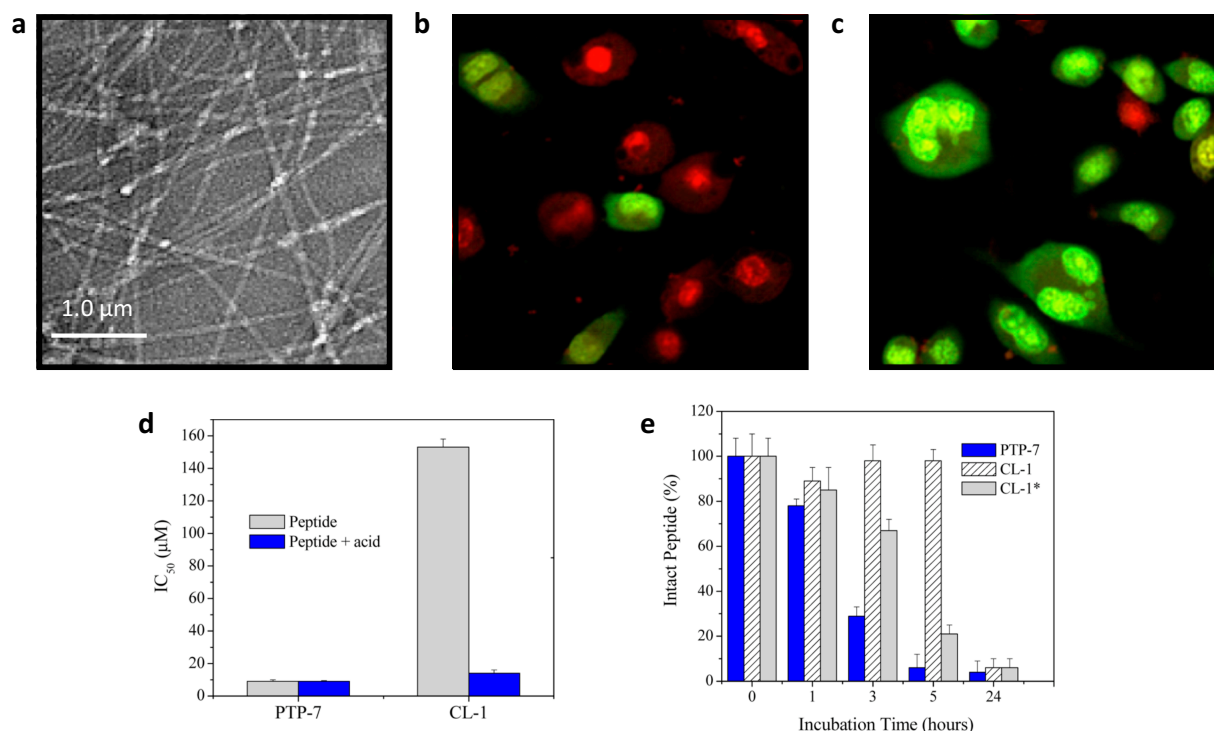 a
b
c
1.0 µm
d
IC50 (µM)
160
140
120
100
80
60
40
20
0
Peptide
Peptide + acid
PTP-7
CL-1
e
Intact Peptide (%)
120
100
80
60
40
20
0
PTP-7
CL-1
CL-1*
0
1
3
5
24
Incubation Time (hours)